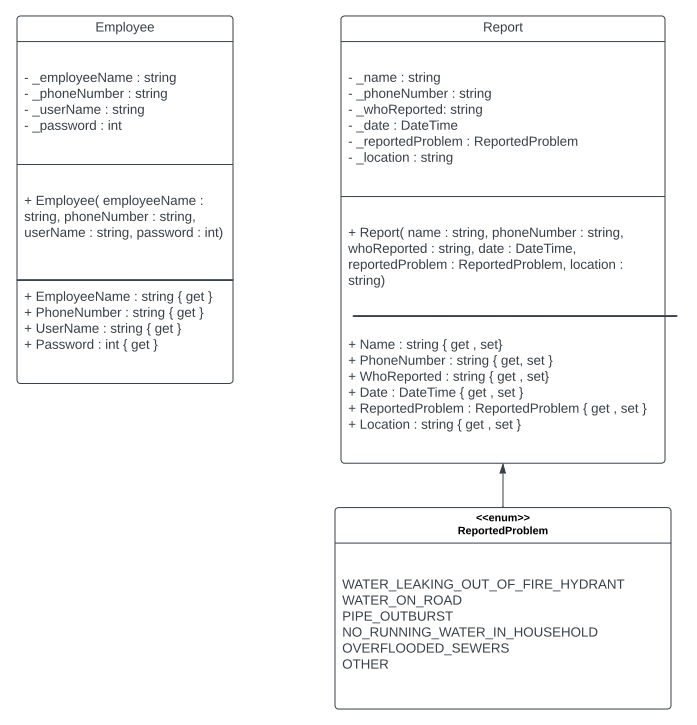 Employee
- _employeeName : string
- _phoneNumber : string
- _userName : string
- _password : int
+ Employee( employeeName :
string, phoneNumber : string,
userName : string, password : int)
+ EmployeeName : string { get }
+ PhoneNumber : string { get }
+ UserName : string { get }
+ Password : int { get }
Report
- _name : string
- _phoneNumber : string
- _whoReported: string
- _date : DateTime
- _reportedProblem : ReportedProblem
- _location : string
+ Report( name : string, phoneNumber : string,
whoReported : string, date : DateTime,
reportedProblem : ReportedProblem, location :
string)
+ Name : string { get , set}
+ PhoneNumber : string { get, set }
+ WhoReported : string { get , set}
+ Date : DateTime { get , set }
+ ReportedProblem : ReportedProblem { get , set }
+ Location : string { get , set }
<<enum>>
ReportedProblem
WATER_LEAKING_OUT_OF_FIRE_HYDRANT
WATER_ON_ROAD
PIPE_OUTBURST
NO_RUNNING_WATER_IN_HOUSEHOLD
OVERFLOODED_SEWERS
OTHER